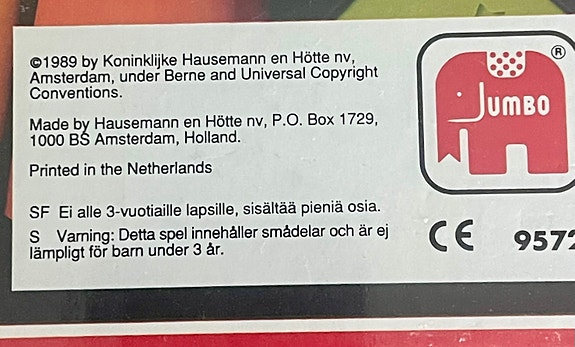 ©1989 by Koninklijke Hausemann en Hötte nv,
Amsterdam, under Berne and Universal Copyright
Conventions.
Made by Hausemann en Hötte nv, P.O. Box 1729,
1000 BS Amsterdam, Holland.
Printed in the Netherlands
SF Ei alle 3-vuotiaille lapsille, sisältää pieniä osia.
S Varning: Detta spel innehåller smådelar och är ej
lämpligt för barn under 3 år.
®
JUMBO
CE 957